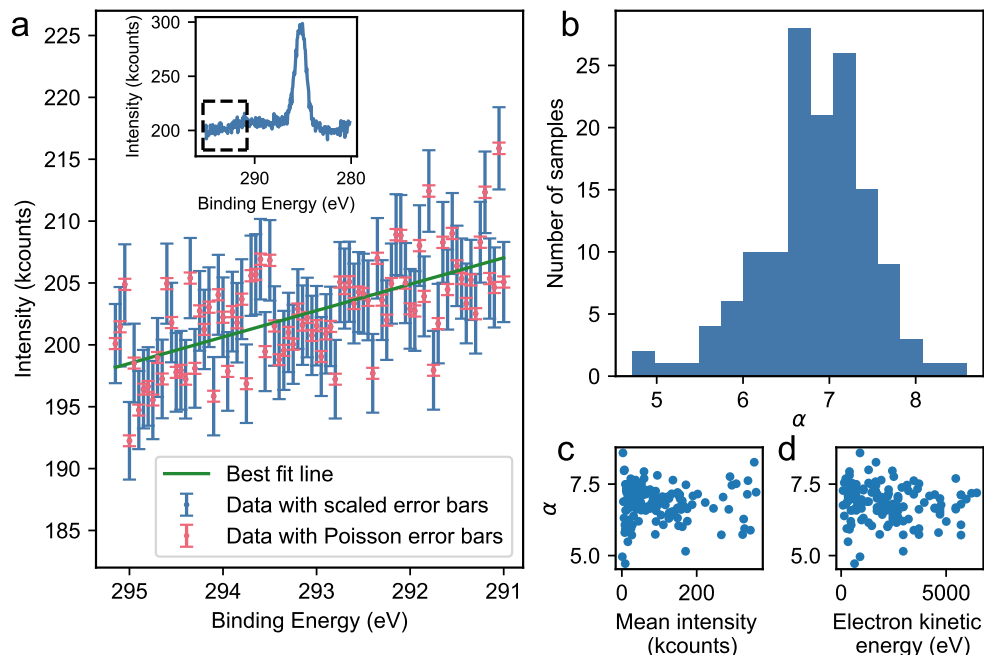 a
225
220
215
210
205
200
195
190
185
Intensity (kcounts)
295
294
293
292
291
Binding Energy (eV)
300
250
200
Intensity (kcounts)
290
280
Binding Energy (eV)
Best fit line
Data with scaled error bars
Data with Poisson error bars
b
25
20
15
10
5
0
Number of samples
5
6
7
8
α
c
7.5
5.0
α
0
200
Mean intensity
(kcounts)
d
7.5
5.0
0
5000
Electron kinetic
energy (eV)